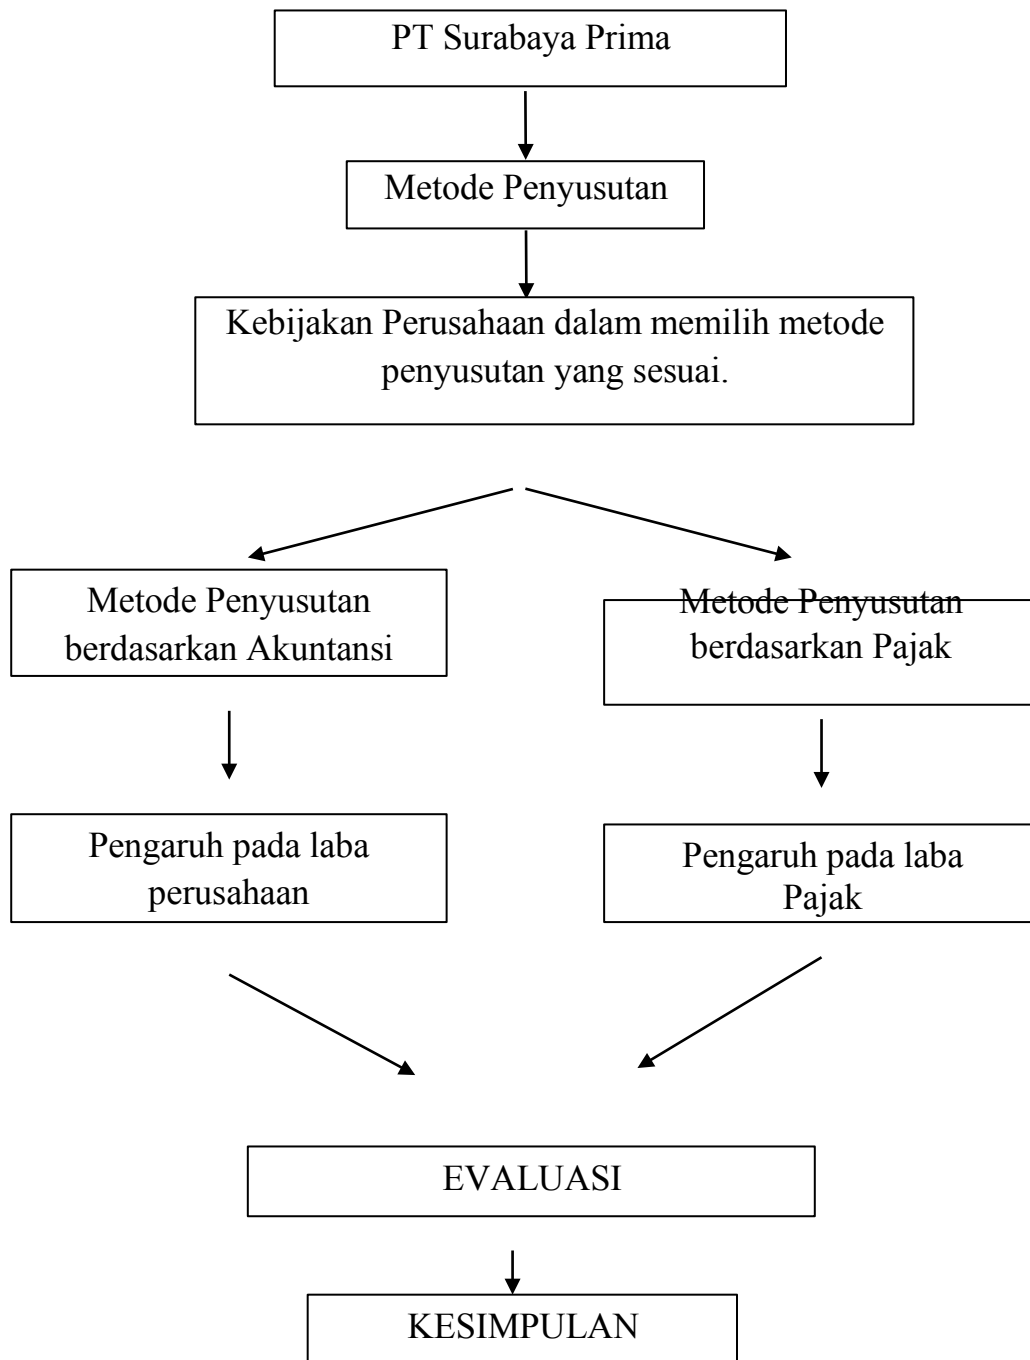 PT Surabaya Prima
Metode Penyusutan
Kebijakan Perusahaan dalam memilih metode
penyusutan yang sesuai.
Metode Penyusutan
berdasarkan Akuntansi
Metode Penyusutan
berdasarkan Pajak
Pengaruh pada laba
perusahaan
Pengaruh pada laba
Pajak
EVALUASI
KESIMPULAN